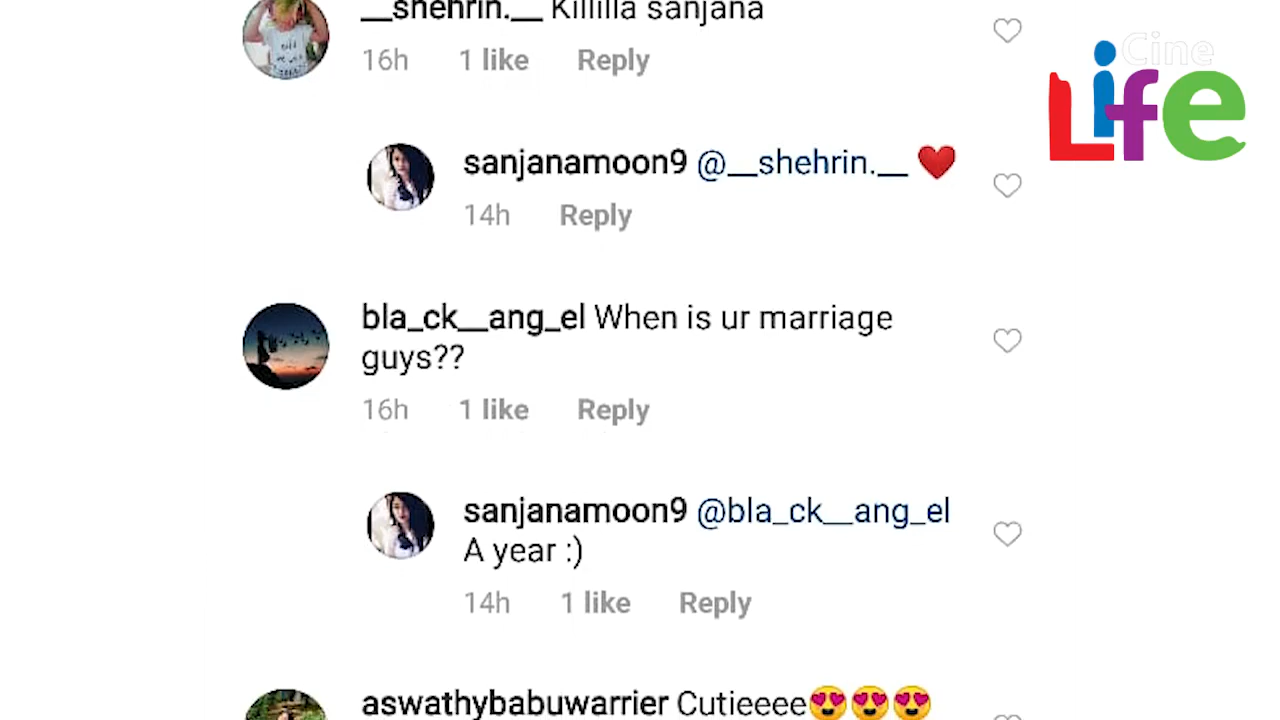 __shehrin.__ Killilla sanjana
16h 1 like Reply
Cine
Life
sanjanamoon9 @__shehrin.__ ❤️
14h Reply
bla_ck__ang_el When is ur marriage
guys??
16h 1 like Reply
sanjanamoon9 @bla_ck__ang_el
A year :)
14h 1 like Reply
aswathybabuwarrier Cutieeee😍😍😍